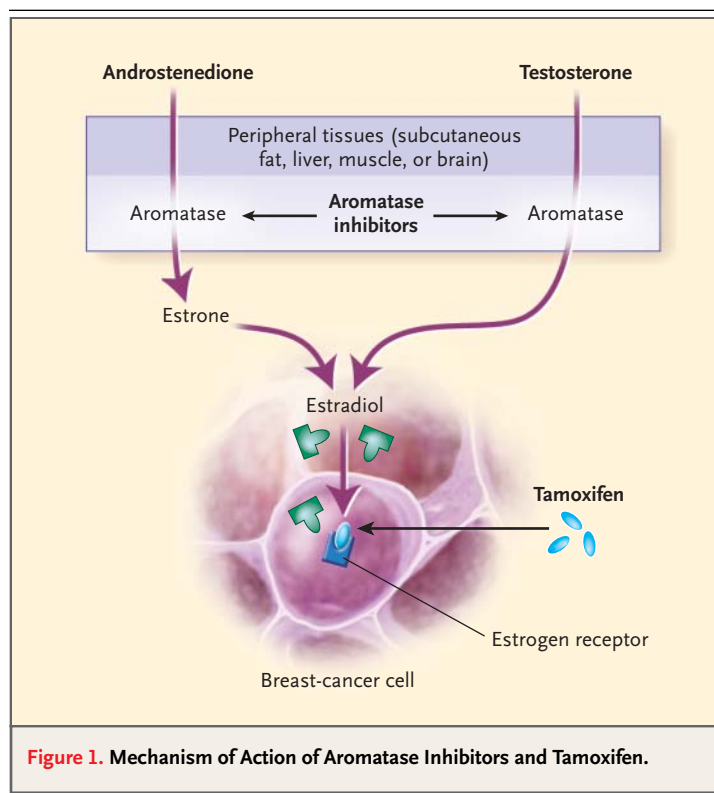 Androstenedione
Testosterone
Peripheral tissues (subcutaneous
fat, liver, muscle, or brain)
Aromatase
Aromatase
inhibitors
Aromatase
Estrone
Estradiol
Tamoxifen
Estrogen receptor
Breast-cancer cell
Figure 1. Mechanism of Action of Aromatase Inhibitors and Tamoxifen.